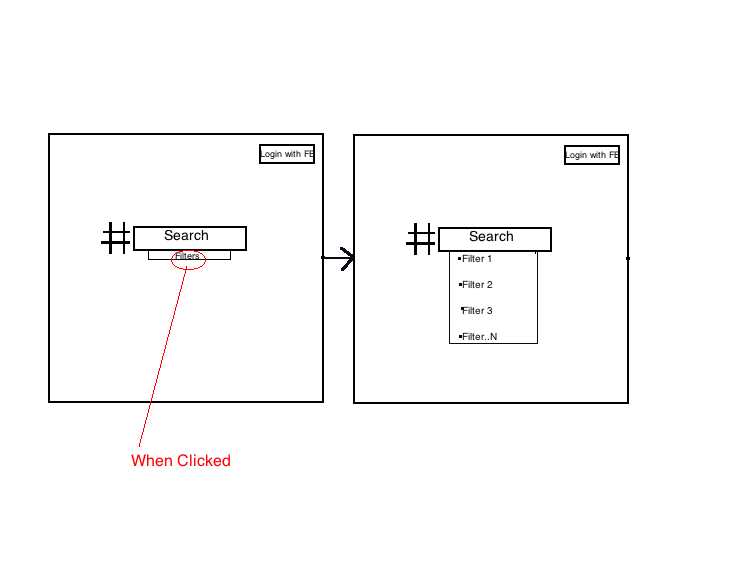 Login with FB
# Search
Filters
When Clicked
Login with FB
# Search
Filter 1
Filter 2
Filter 3
Filter..N